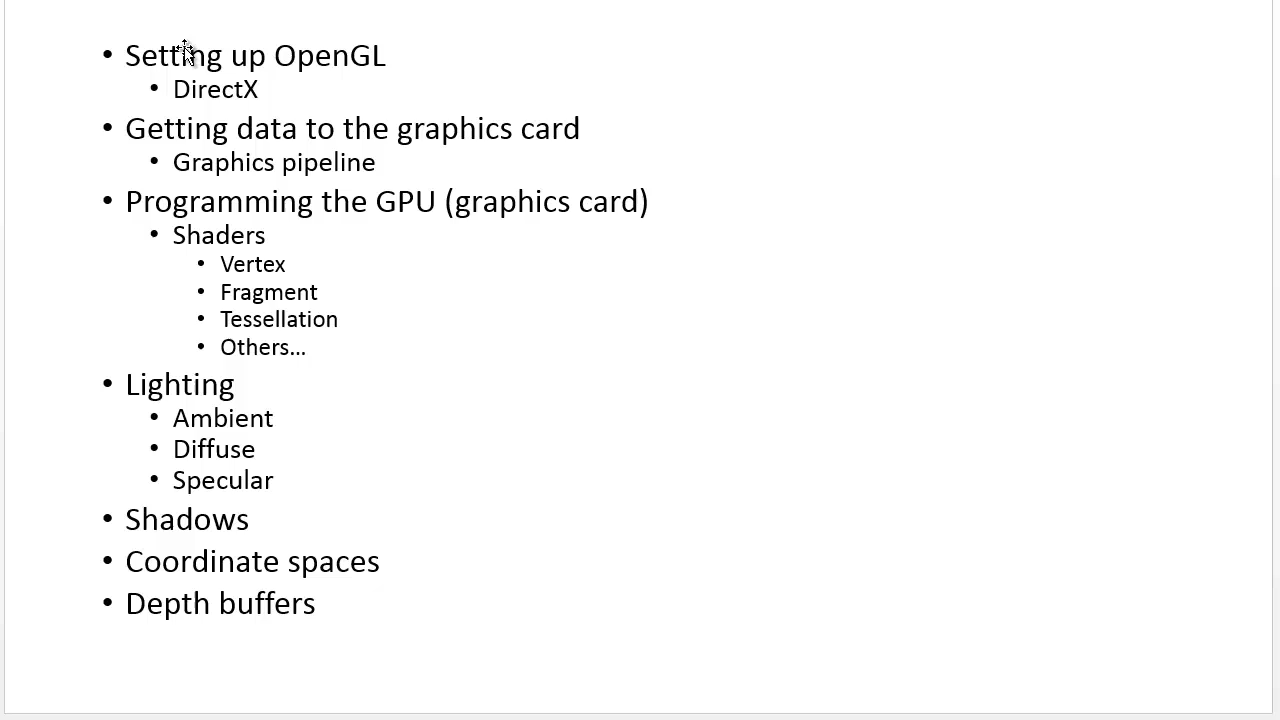 • Setting up OpenGL
• DirectX
• Getting data to the graphics card
• Graphics pipeline
• Programming the GPU (graphics card)
• Shaders
• Vertex
• Fragment
• Tessellation
• Others…
• Lighting
• Ambient
• Diffuse
• Specular
• Shadows
• Coordinate spaces
• Depth buffers